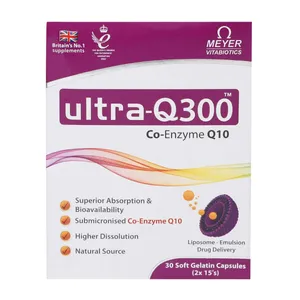 Britain's No.1
supplements
MEYER
VITABIOTICS
ultra-Q300™
Co-Enzyme Q10
Superior Absorption &
Bioavailability
Submicronised Co-Enzyme Q10
Higher Dissolution
Natural Source
Liposome - Emulsion
Drug Delivery
30 Soft Gelatin Capsules
(2x 15's)